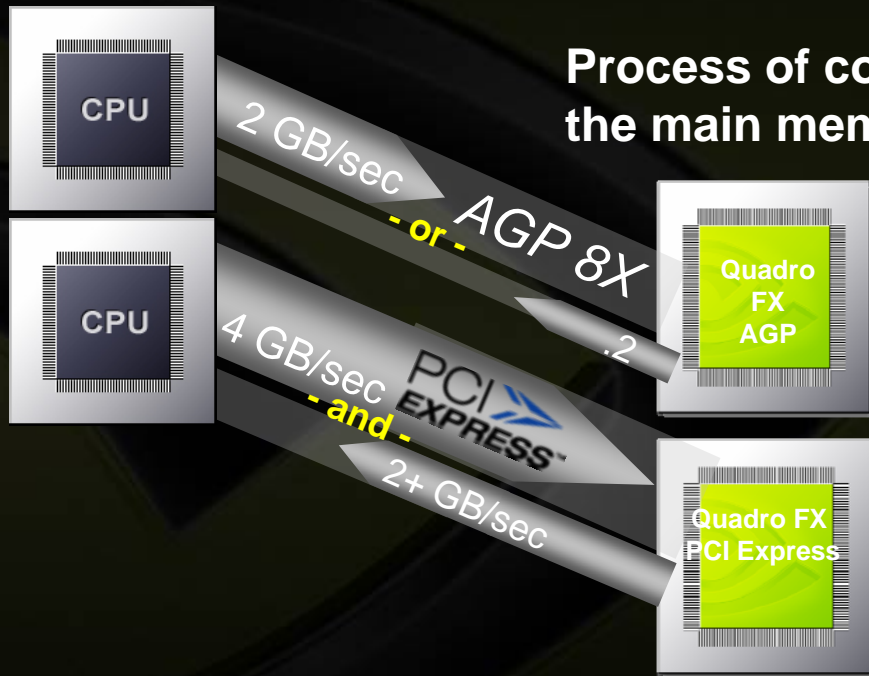 Process of co
the main mem
CPU
2 GB/sec
- or -
AGP 8X
.2
Quadro
FX
AGP
CPU
4 GB/sec
- and -
PCI
EXPRESS™
2+ GB/sec
Quadro FX
PCI Express